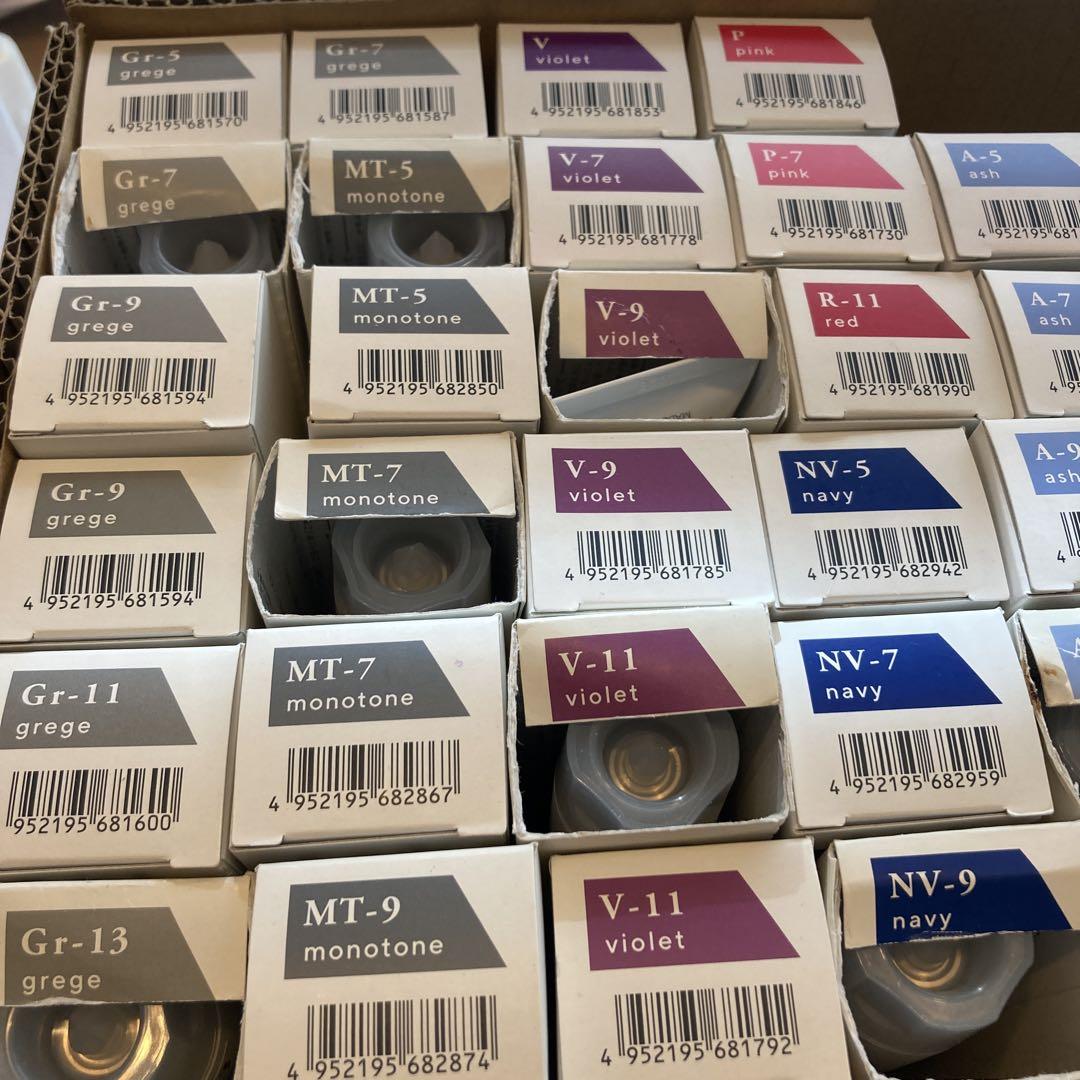 Gr-5
grege
4 952195 681570
Gr-7
grege
4 952195 681587
V
violet
4 952195 681853
P
pink
4 952195 681846
Gr-7
grege
MT-5
monotone
V-7
violet
4 952195 681778
P-7
pink
4 952195 681730
A-5
ash
4 952195 681
Gr-9
grege
4 952195 681594
MT-5
monotone
4 952195 682850
V-9
violet
R-11
red
4 952195 681990
A-7
ash
Gr-9
grege
4 952195 681594
MT-7
monotone
V-9
violet
4 952195 681785
NV-5
navy
4 952195 682942
A-9
ash
Gr-11
grege
952195 681600
MT-7
monotone
4 952195 682867
V-11
violet
NV-7
navy
4 952195 682959
Gr-13
grege
MT-9
monotone
4 952195 682874
V-11
violet
4 952195 681792
NV-9
navy